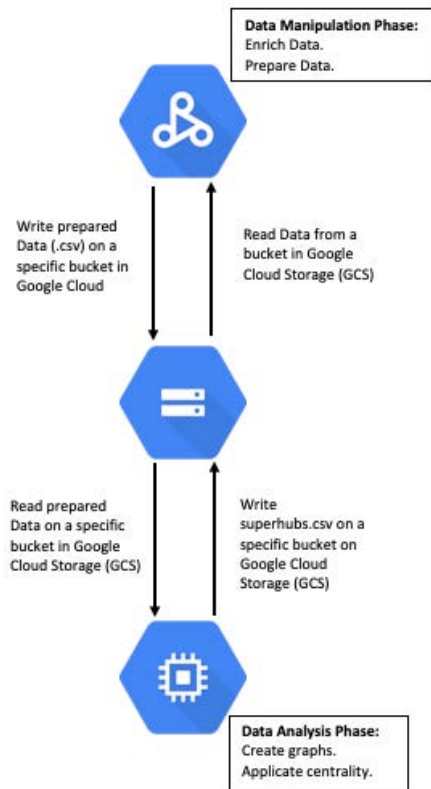 Data Manipulation Phase:
Enrich Data.
Prepare Data.
Write prepared
Data (.csv) on a
specific bucket in
Google Cloud
Read Data from a
bucket in Google
Cloud Storage (GCS)
Read prepared
Data on a specific
bucket in Google
Cloud Storage (GCS)
Write
superhubs.csv on a
specific bucket on
Google Cloud
Storage (GCS)
Data Analysis Phase:
Create graphs.
Applicate centrality.